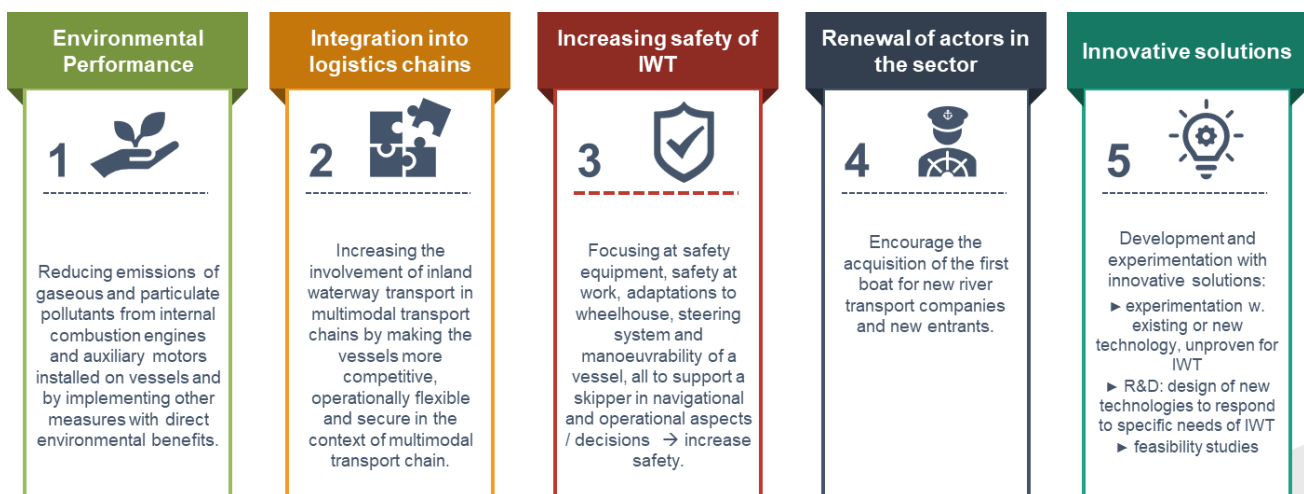 Environmental
Performance
1
Reducing emissions of
gaseous and particulate
pollutants from internal
combustion engines
and auxiliary motors
installed on vessels and
by implementing other
measures with direct
environmental benefits.
Integration into
logistics chains
2
Increasing the
involvement of inland
waterway transport in
multimodal transport
chains by making the
vessels more
competitive,
operationally flexible
and secure in the
context of multimodal
transport chain.
Increasing safety of
IWT
3
Focusing at safety
equipment, safety at
work, adaptations to
wheelhouse, steering
system and
manoeuvrability of a
vessel, all to support a
skipper in navigational
and operational aspects
/ decisions → increase
safety.
Renewal of actors in
the sector
4
Encourage the
acquisition of the first
boat for new river
transport companies
and new entrants.
Innovative solutions
5
Development and
experimentation with
innovative solutions:
► experimentation w.
existing or new
technology, unproven for
IWT
► R&D: design of new
technologies to respond
to specific needs of IWT
► feasibility studies